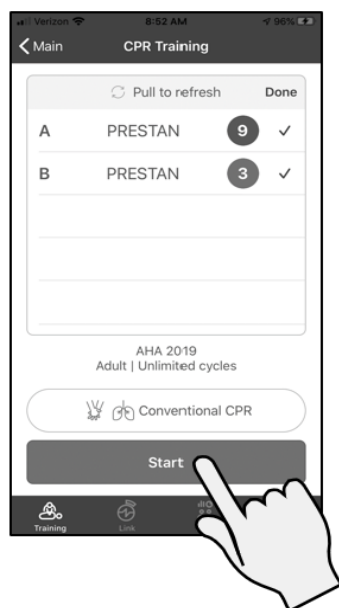 Verizon 8:52 AM 96%
Main CPR Training
Pull to refresh Done
A PRESTAN 9
B PRESTAN 3
AHA 2019
Adult | Unlimited cycles
Conventional CPR
Start
Training Link